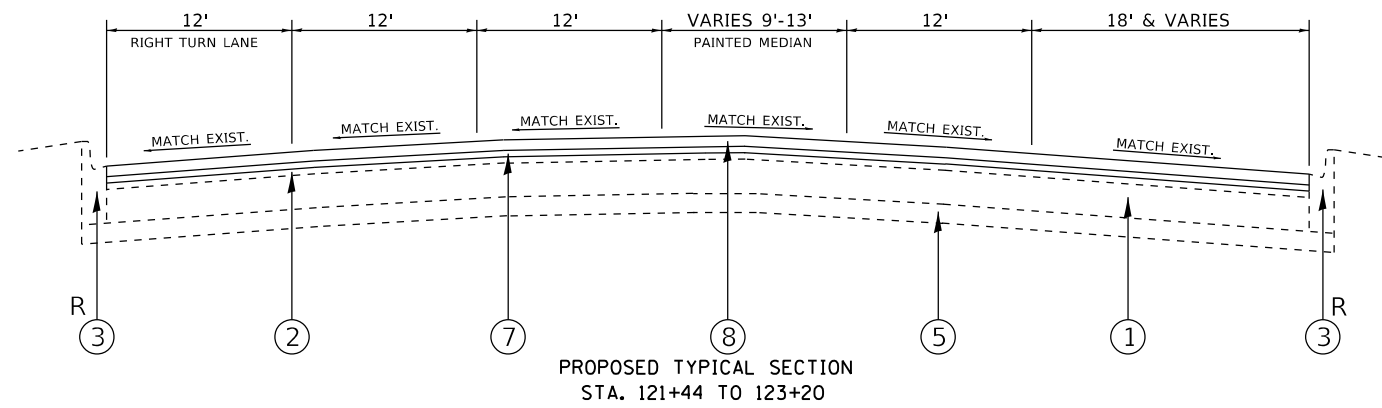 12' 12' 12' VARIES 9'-13' 12' 18' & VARIES
RIGHT TURN LANE PAINTED MEDIAN
MATCH EXIST. MATCH EXIST. MATCH EXIST. MATCH EXIST. MATCH EXIST. MATCH EXIST.
R R
3 2 7 8 5 1 3
PROPOSED TYPICAL SECTION
STA. 121+44 TO 123+20